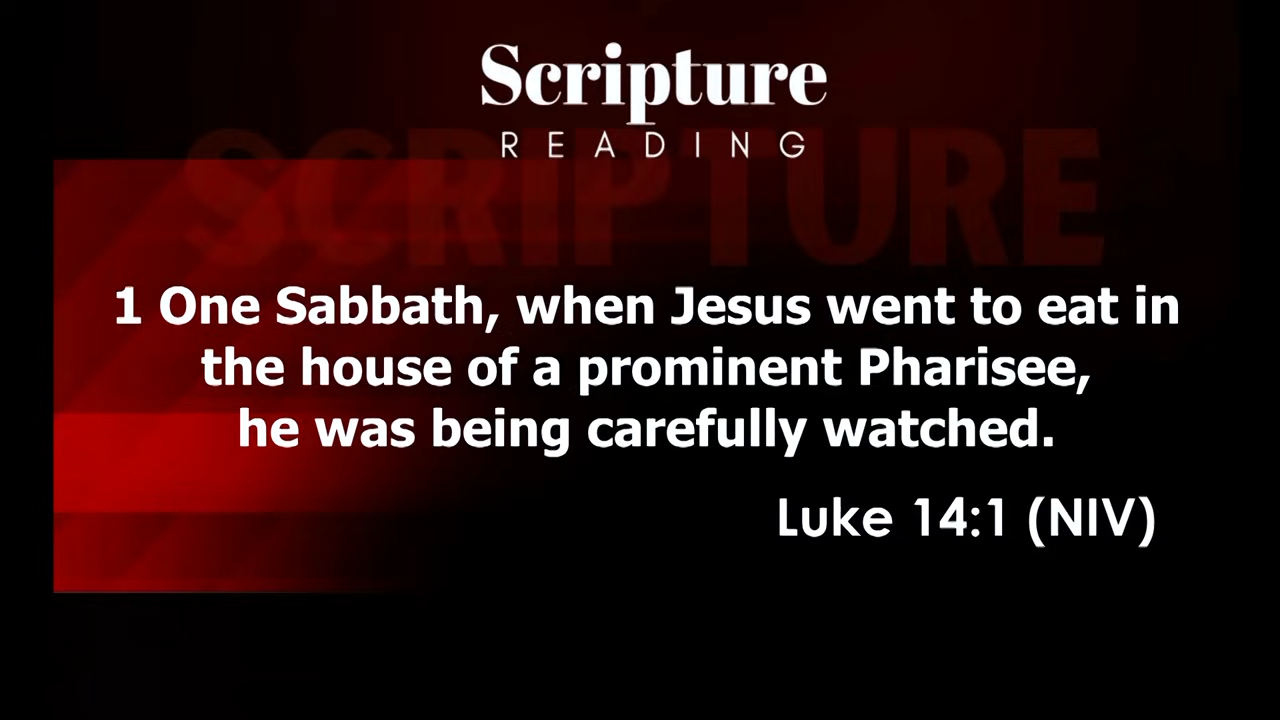 Scripture
READING
SCRIPTURE
1 One Sabbath, when Jesus went to eat in
the house of a prominent Pharisee,
he was being carefully watched.
Luke 14:1 (NIV)